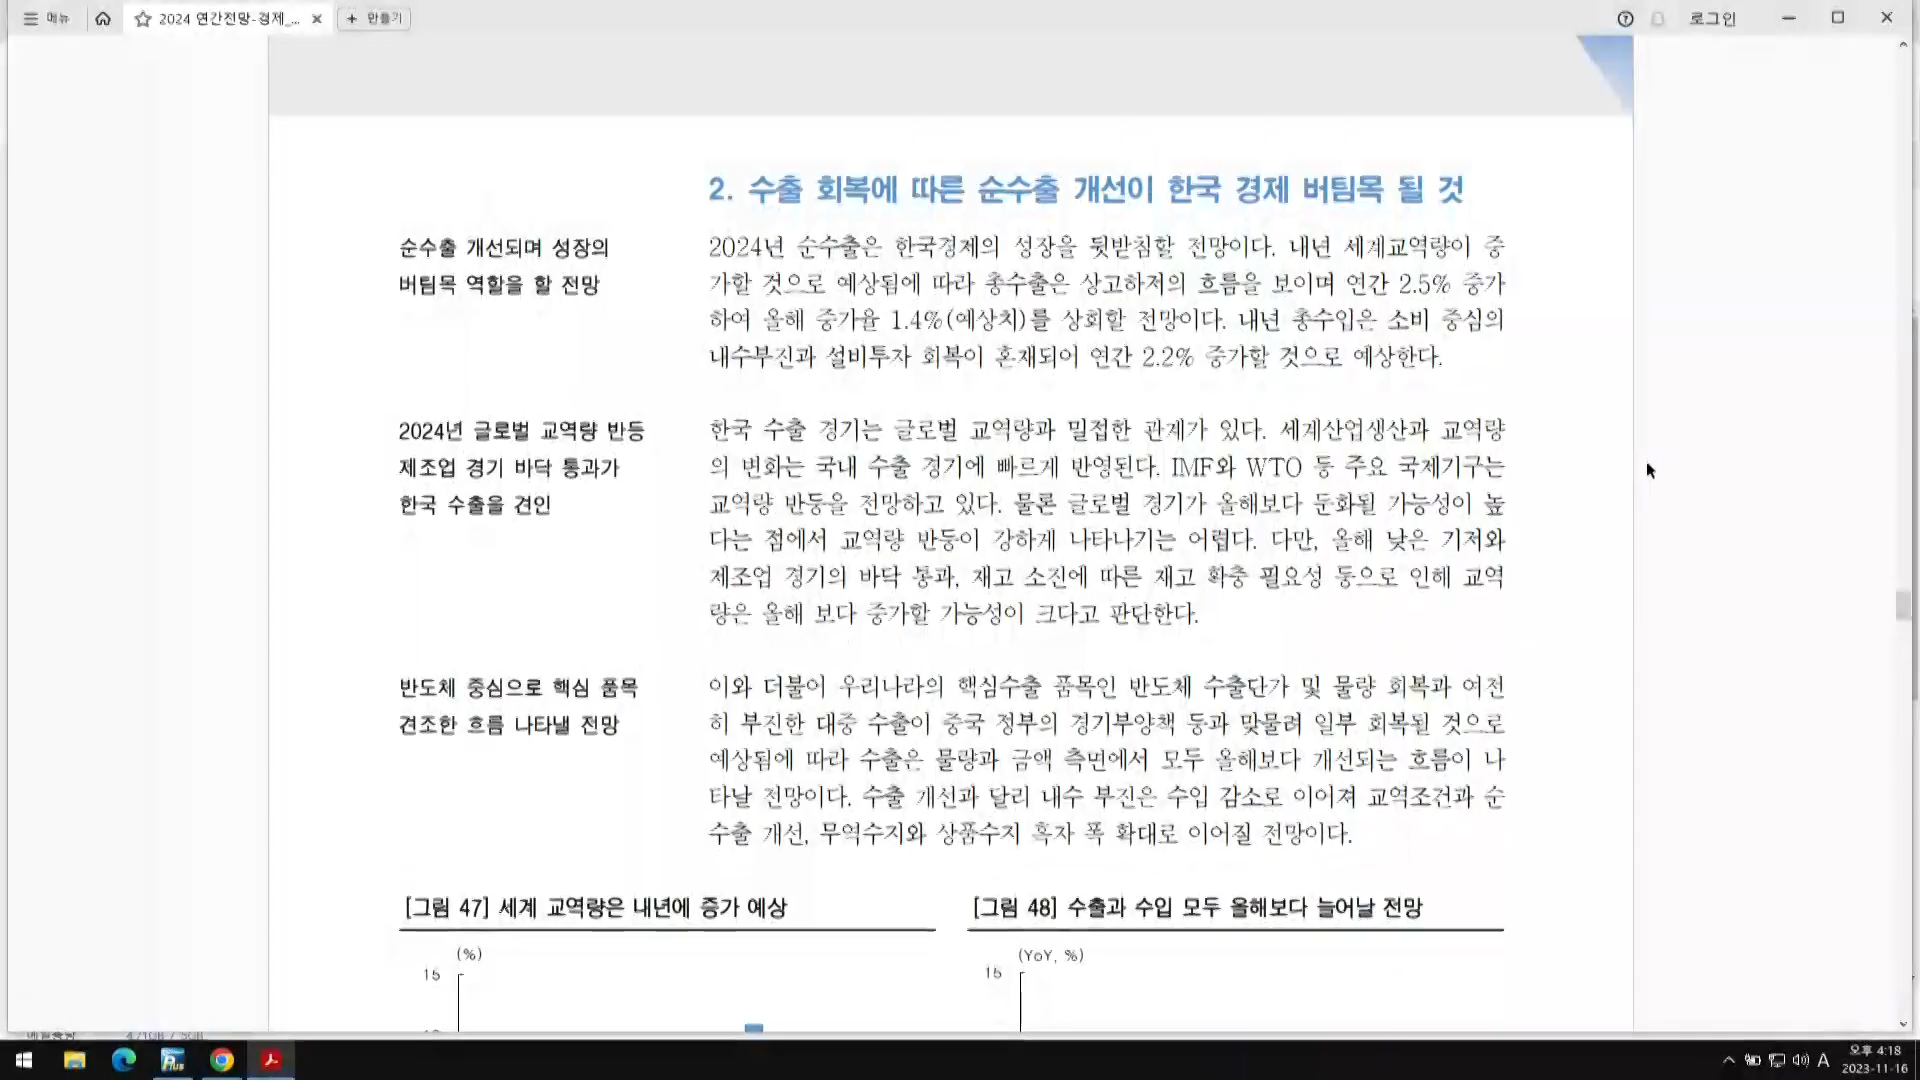 메뉴
2024 연간전망-경제_...
만들기
로그인
2. 수출 회복에 따른 순수출 개선이 한국 경제 버팀목 될 것
순수출 개선되며 성장의
버팀목 역할을 할 전망
2024년 순수출은 한국경제의 성장을 뒷받침할 전망이다. 내년 세계교역량이 증
가할 것으로 예상됨에 따라 총수출은 상고하저의 흐름을 보이며 연간 2.5% 증가
하여 올해 증가율 1.4%(예상치)를 상회할 전망이다. 내년 총수입은 소비 중심의
내수부진과 설비투자 회복이 혼재되어 연간 2.2% 증가할 것으로 예상한다.
2024년 글로벌 교역량 반등
제조업 경기 바닥 통과가
한국 수출을 견인
한국 수출 경기는 글로벌 교역량과 밀접한 관계가 있다. 세계산업생산과 교역량
의 변화는 국내 수출 경기에 빠르게 반영된다. IMF와 WTO 등 주요 국제기구는
교역량 반등을 전망하고 있다. 물론 글로벌 경기가 올해보다 둔화될 가능성이 높
다는 점에서 교역량 반등이 강하게 나타나기는 어렵다. 다만, 올해 낮은 기저와
제조업 경기의 바닥 통과, 재고 소진에 따른 재고 확충 필요성 등으로 인해 교역
량은 올해 보다 증가할 가능성이 크다고 판단한다.
반도체 중심으로 핵심 품목
견조한 흐름 나타낼 전망
이와 더불어 우리나라의 핵심수출 품목인 반도체 수출단가 및 물량 회복과 여전
히 부진한 대중 수출이 중국 정부의 경기부양책 등과 맞물려 일부 회복될 것으로
예상됨에 따라 수출은 물량과 금액 측면에서 모두 올해보다 개선되는 흐름이 나
타날 전망이다. 수출 개선과 달리 내수 부진은 수입 감소로 이어져 교역조건과 순
수출 개선, 무역수지와 상품수지 흑자 폭 확대로 이어질 전망이다.
[그림 47] 세계 교역량은 내년에 증가 예상
(%)
15
[그림 48] 수출과 수입 모두 올해보다 늘어날 전망
(YoY, %)
15
Plus
A
오후 4:18
2023-11-16